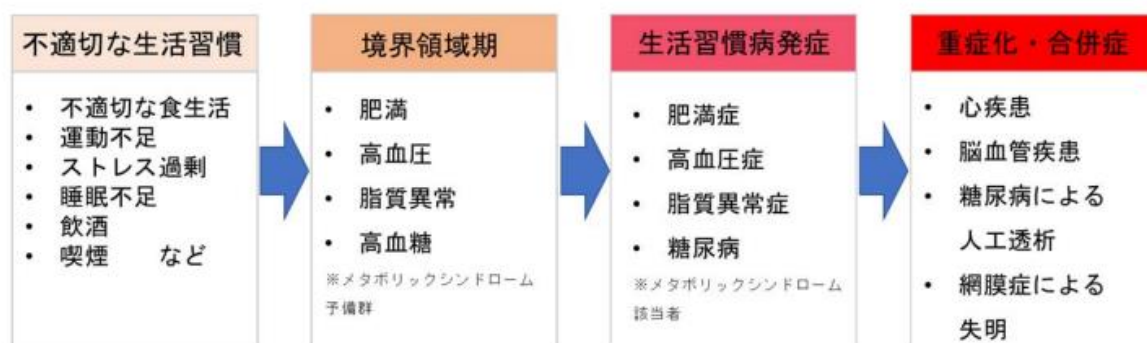 不適切な生活習慣
• 不適切な食生活
• 運動不足
• ストレス過剰
• 睡眠不足
• 飲酒
• 喫煙　　など
境界領域期
• 肥満
• 高血圧
• 脂質異常
• 高血糖
※メタボリックシンドローム
予備群
生活習慣病発症
• 肥満症
• 高血圧症
• 脂質異常症
• 糖尿病
※メタボリックシンドローム
該当者
重症化・合併症
• 心疾患
• 脳血管疾患
• 糖尿病による
人工透析
• 網膜症による
失明